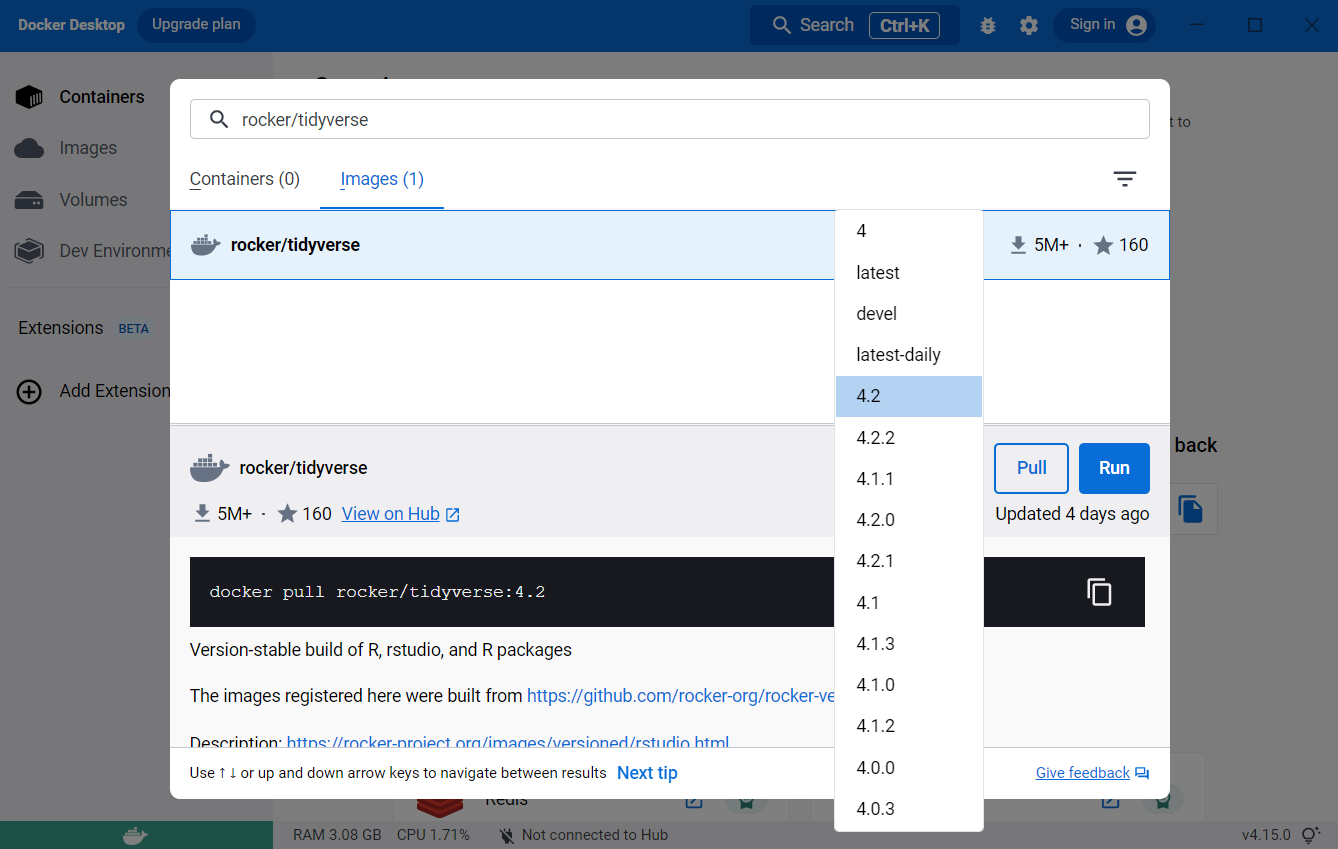 Docker Desktop Upgrade plan Search Ctrl+K Sign in
Containers
Images
Volumes
Dev Environme
Extensions BETA
Add Extension
rocker/tidyverse
t to
Containers (0) Images (1)
rocker/tidyverse 5M+ · 160
4
latest
devel
latest-daily
4.2
4.2.2
4.1.1
4.2.0
4.2.1
4.1
4.1.3
4.1.0
4.1.2
4.0.0
4.0.3
rocker/tidyverse Pull Run
back
5M+ · 160 View on Hub Updated 4 days ago
docker pull rocker/tidyverse:4.2
Version-stable build of R, rstudio, and R packages
The images registered here were built from https://github.com/rocker-org/rocker-ve
Description: https://rocker-project.org/images/versioned/rstudio.html
Use ↑↓ or up and down arrow keys to navigate between results Next tip Give feedback
Redis
RAM 3.08 GB CPU 1.71% Not connected to Hub v4.15.0